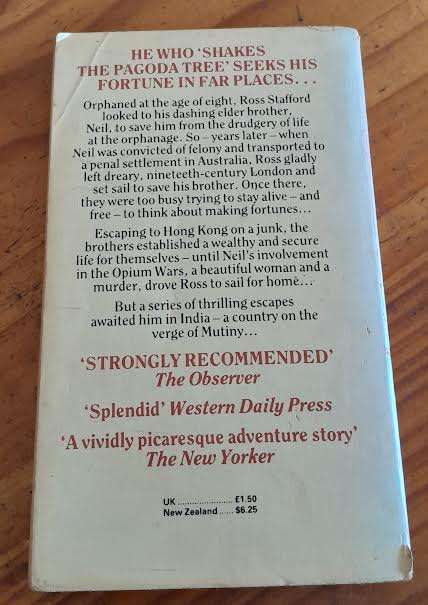 HE WHO ‘SHAKES
THE PAGODA TREE’ SEEKS HIS
FORTUNE IN FAR PLACES...
Orphaned at the age of eight, Ross Stafford
looked to his dashing elder brother,
Neil, to save him from the drudgery of life
at the orphanage. So – years later – when
Neil was convicted of felony and transported to
a penal settlement in Australia, Ross gladly
left dreary, nineteeth-century London and
set sail to save his brother. Once there,
they were too busy trying to stay alive – and
free – to think about making fortunes...
Escaping to Hong Kong on a junk, the
brothers established a wealthy and secure
life for themselves – until Neil's involvement
in the Opium Wars, a beautiful woman and a
murder, drove Ross to sail for home...
But a series of thrilling escapes
awaited him in India – a country on the
verge of Mutiny...
‘STRONGLY RECOMMENDED’
The Observer
‘Splendid’ Western Daily Press
‘A vividly picaresque adventure story’
The New Yorker
UK ..................... £1.50
New Zealand ...... $6.25